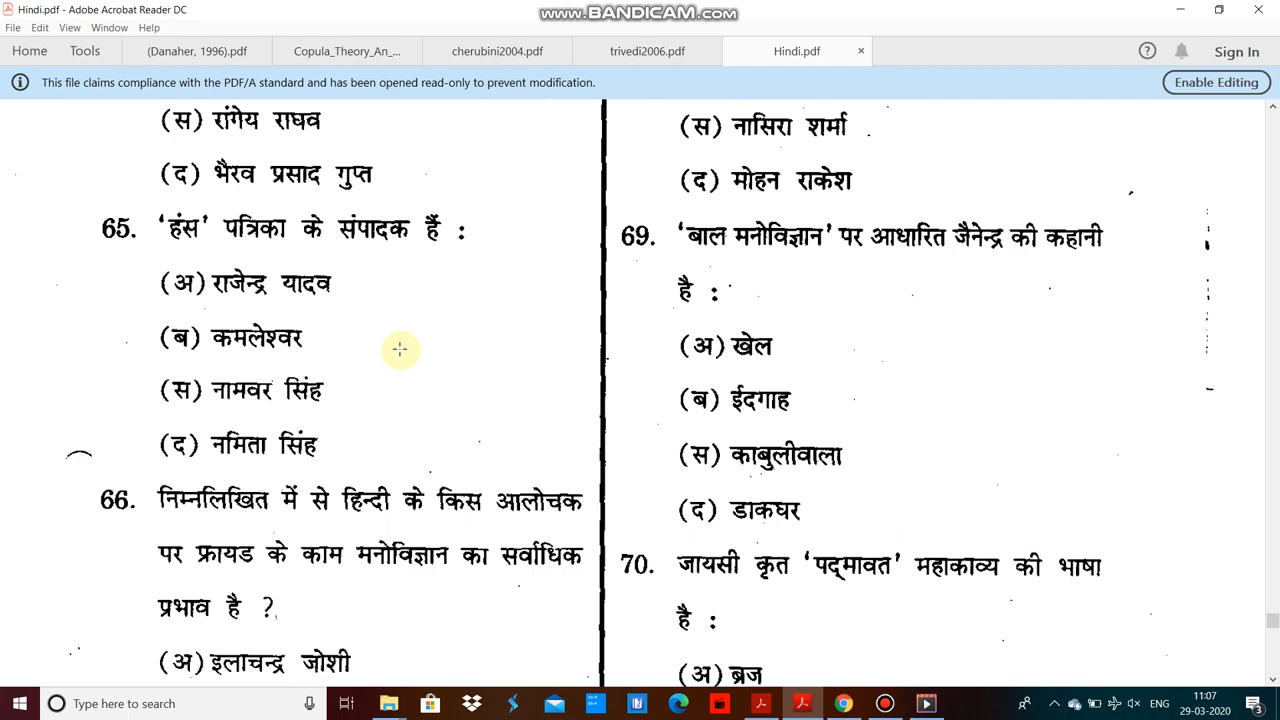 Hindi.pdf - Adobe Acrobat Reader DC
www.BANDICAM.com
File Edit View Window Help
Home Tools (Danaher, 1996).pdf Copula_Theory_An_... cherubini2004.pdf trivedi2006.pdf Hindi.pdf × Sign In
This file claims compliance with the PDF/A standard and has been opened read-only to prevent modification. Enable Editing
(स) रांगेय राघव
(द) भैरव प्रसाद गुप्त
65. ‘हंस’ पत्रिका के संपादक हैं :
(अ) राजेन्द्र यादव
(ब) कमलेश्वर
(स) नामवर सिंह
(द) नमिता सिंह
66. निम्नलिखित में से हिन्दी के किस आलोचक
पर फ्रायड के काम मनोविज्ञान का सर्वाधिक
प्रभाव है ?
(अ) इलाचन्द्र जोशी
(स) नासिरा शर्मा
(द) मोहन राकेश
69. ‘बाल मनोविज्ञान’ पर आधारित जैनेन्द्र की कहानी
है :
(अ) खेल
(ब) ईदगाह
(स) काबुलीवाला
(द) डाकघर
70. जायसी कृत ‘पद्मावत’ महाकाव्य की भाषा
है :
(अ) ब्रज
Type here to search
ENG
11:07
29-03-2020
3